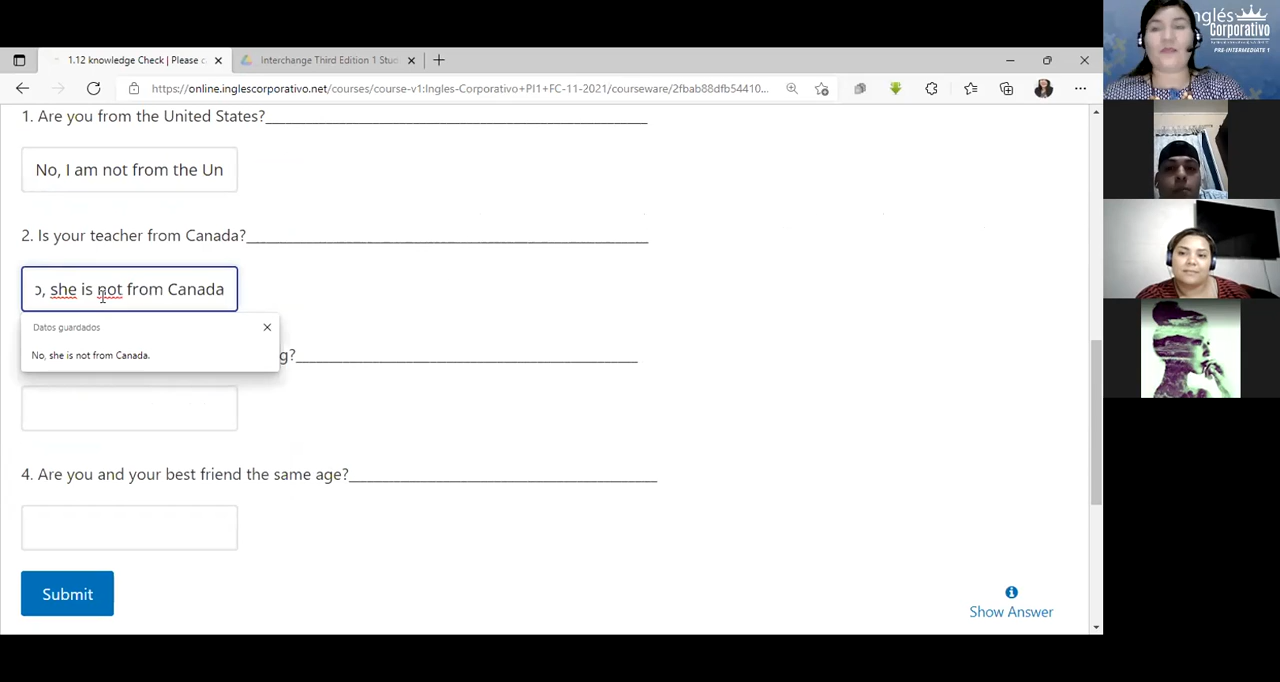 1.12 knowledge Check | Please c
Interchange Third Edition 1 Stu
https://online.inglescorporativo.net/courses/course-v1:Ingles-Corporativo+PI1+FC-11-2021/courseware/2fbab88dfb54410...
1. Are you from the United States?
No, I am not from the Un
2. Is your teacher from Canada?
, she is not from Canada
Datos guardados
No, she is not from Canada.
g?
4. Are you and your best friend the same age?
Submit
Show Answer
nglés
Corporativo
PRE-INTERMEDIATE 1